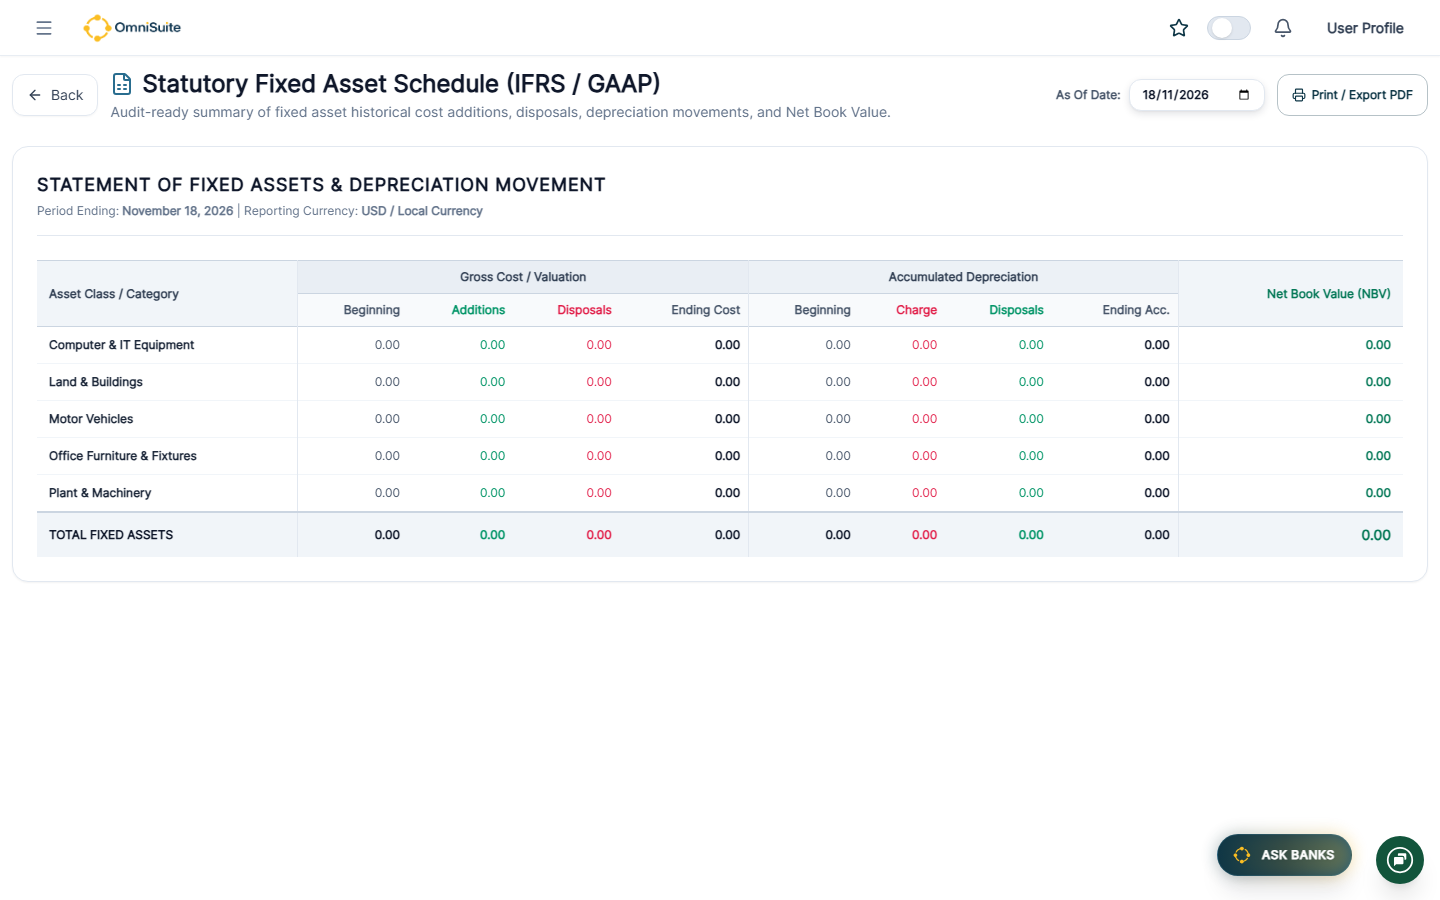 OmniSuite
User Profile
Back
Statutory Fixed Asset Schedule (IFRS / GAAP)
Audit-ready summary of fixed asset historical cost additions, disposals, depreciation movements, and Net Book Value.
As Of Date:
18/11/2026
Print / Export PDF
STATEMENT OF FIXED ASSETS & DEPRECIATION MOVEMENT
Period Ending: November 18, 2026 | Reporting Currency: USD / Local Currency
Asset Class / Category
Gross Cost / Valuation
Accumulated Depreciation
Net Book Value (NBV)
Beginning Additions Disposals Ending Cost Beginning Charge Disposals Ending Acc.
Computer & IT Equipment 0.00 0.00 0.00 0.00 0.00 0.00 0.00 0.00 0.00
Land & Buildings 0.00 0.00 0.00 0.00 0.00 0.00 0.00 0.00 0.00
Motor Vehicles 0.00 0.00 0.00 0.00 0.00 0.00 0.00 0.00 0.00
Office Furniture & Fixtures 0.00 0.00 0.00 0.00 0.00 0.00 0.00 0.00 0.00
Plant & Machinery 0.00 0.00 0.00 0.00 0.00 0.00 0.00 0.00 0.00
TOTAL FIXED ASSETS 0.00 0.00 0.00 0.00 0.00 0.00 0.00 0.00 0.00
ASK BANKS